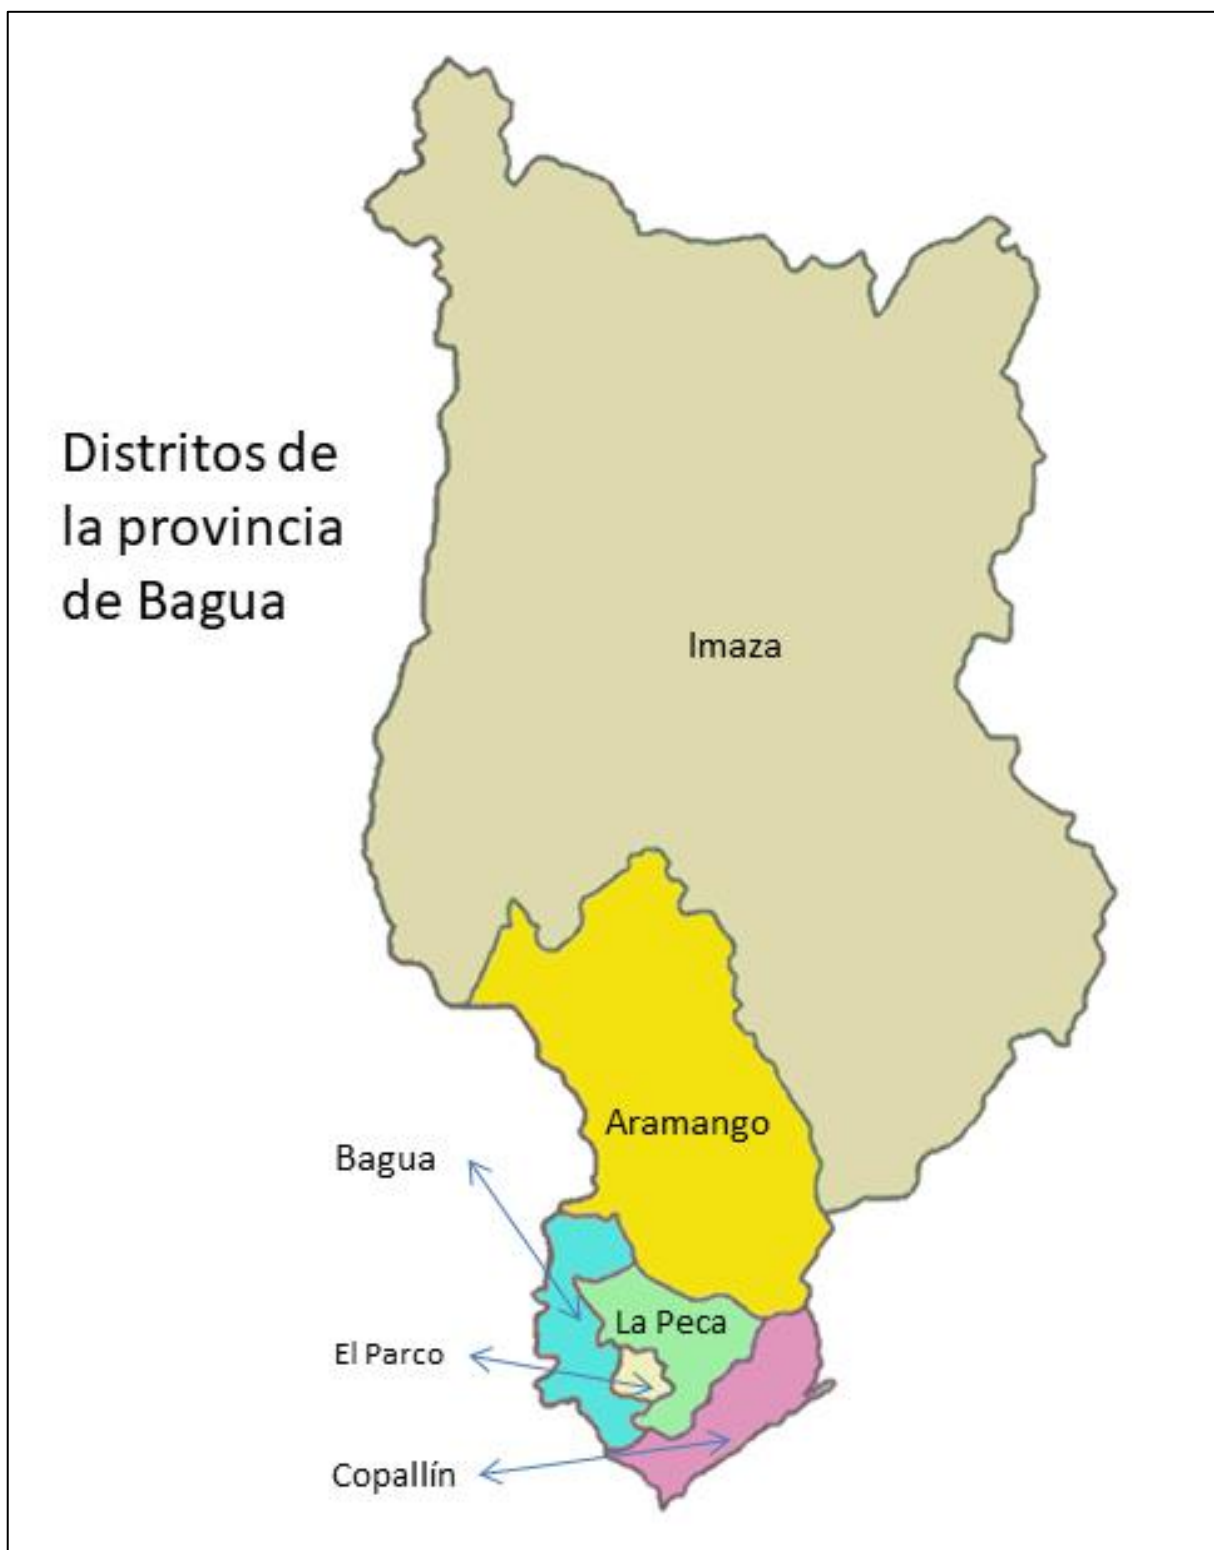 Distritos de
la provincia
de Bagua
Imaza
Aramango
Bagua
La Peca
El Parco
Copallín